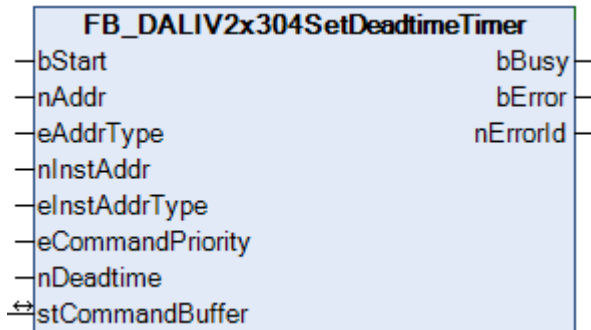 FB_DALIV2x304SetDeadtimeTimer
bStart bBusy
nAddr bError
eAddrType nErrorId
nInstAddr
eInstAddrType
eCommandPriority
nDeadtime
stCommandBuffer